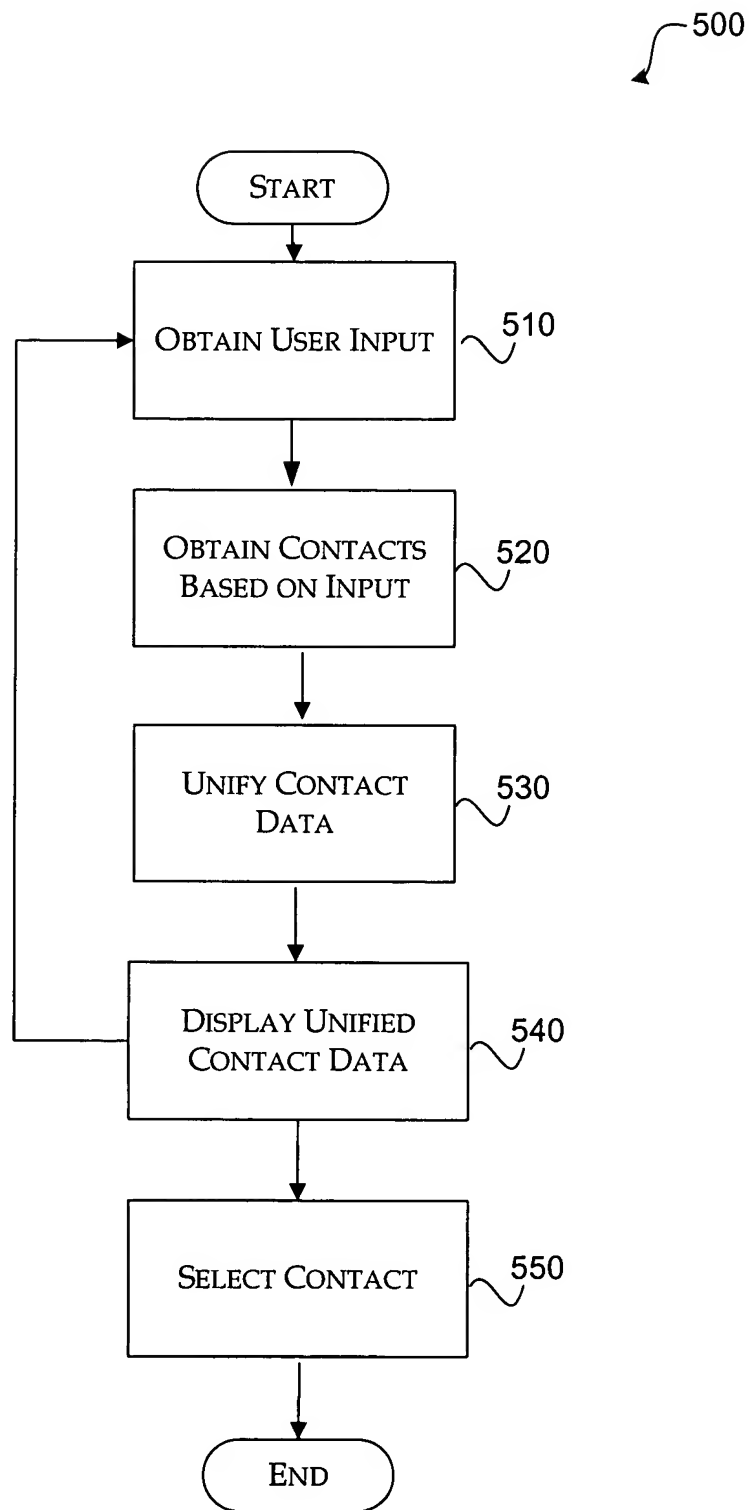 500
START
OBTAIN USER INPUT
510
OBTAIN CONTACTS
BASED ON INPUT
520
UNIFY CONTACT
DATA
530
DISPLAY UNIFIED
CONTACT DATA
540
SELECT CONTACT
550
END